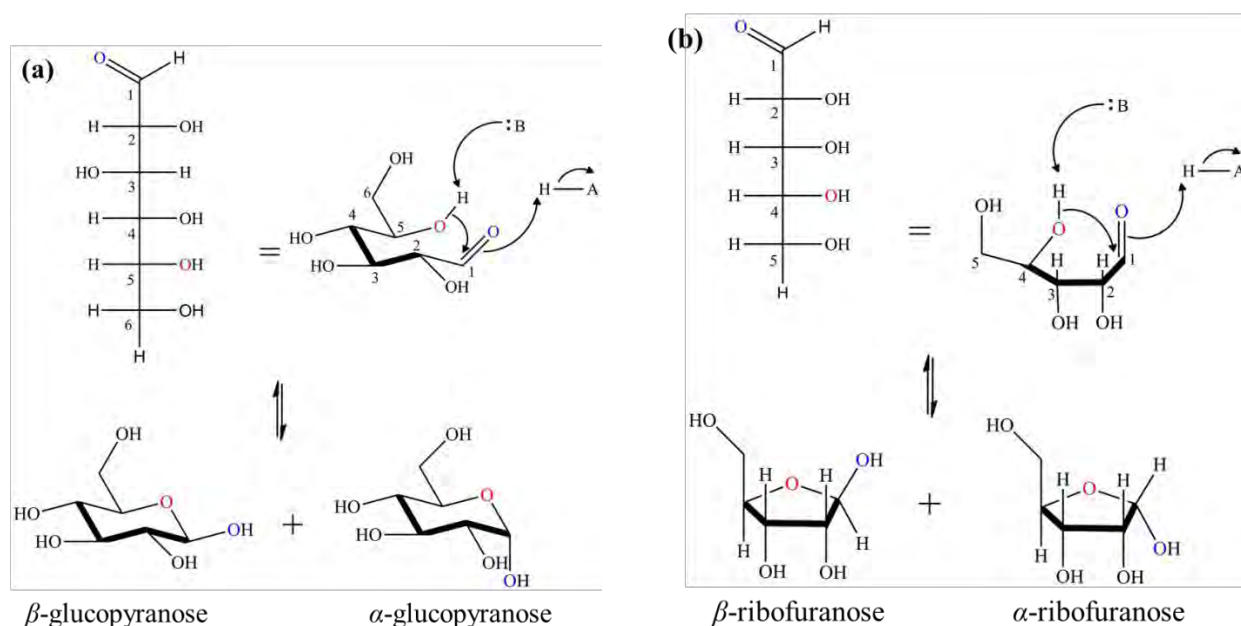 (a)
O H
1
H OH
2
HO H
3
H OH
4
H OH
5
H OH
6
H
=
:B
OH
H H—A
6
4 5 O O
HO 2
HO 3 OH 1
OH
HO O OH
HO OH
+
OH
HO O
HO
OH
OH
β-glucopyranose
α-glucopyranose
(b)
O H
1
H OH
2
H OH
3
H OH
4
H OH
5
H
=
:B
H—A
H
OH O O
H H
5 4 3 2 1
OH OH
HO
H H OH
O
H H
OH OH
+
HO
H H H
O
H OH
OH OH
β-ribofuranose
α-ribofuranose